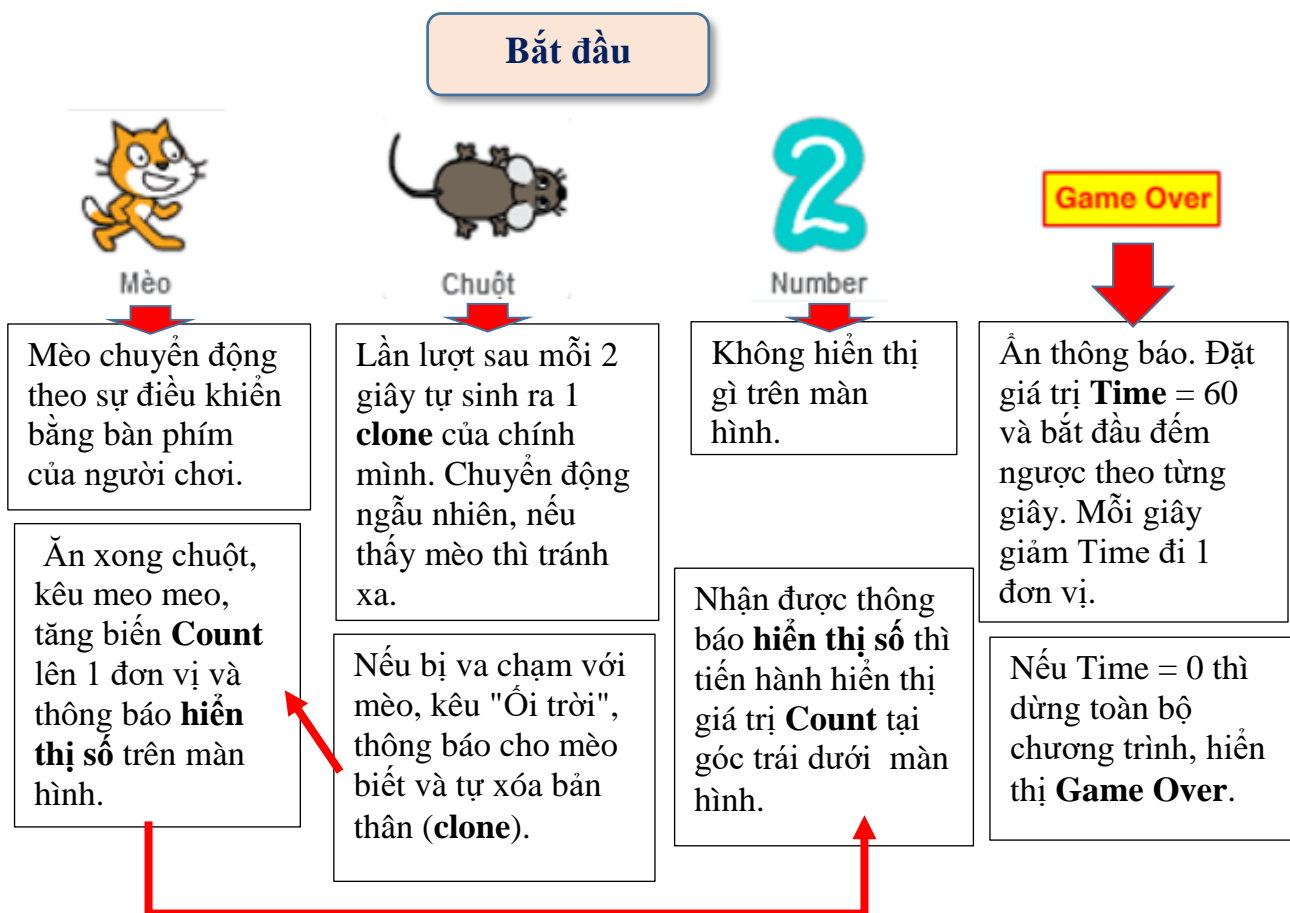 Bắt đầu
Mèo
Chuột
Number
Game Over
Mèo chuyển động
theo sự điều khiển
bằng bàn phím
của người chơi.
Ăn xong chuột,
kêu meo meo,
tăng biến Count
lên 1 đơn vị và
thông báo hiển
thị số trên màn
hình.
Lần lượt sau mỗi 2
giây tự sinh ra 1
clone của chính
mình. Chuyển động
ngẫu nhiên, nếu
thấy mèo thì tránh
xa.
Nếu bị va chạm với
mèo, kêu "Ối trời",
thông báo cho mèo
biết và tự xóa bản
thân (clone).
Không hiển thị
gì trên màn
hình.
Nhận được thông
báo hiển thị số thì
tiến hành hiển thị
giá trị Count tại
góc trái dưới màn
hình.
Ẩn thông báo. Đặt
giá trị Time = 60
và bắt đầu đếm
ngược theo từng
giây. Mỗi giây
giảm Time đi 1
đơn vị.
Nếu Time = 0 thì
dừng toàn bộ
chương trình, hiển
thị Game Over.